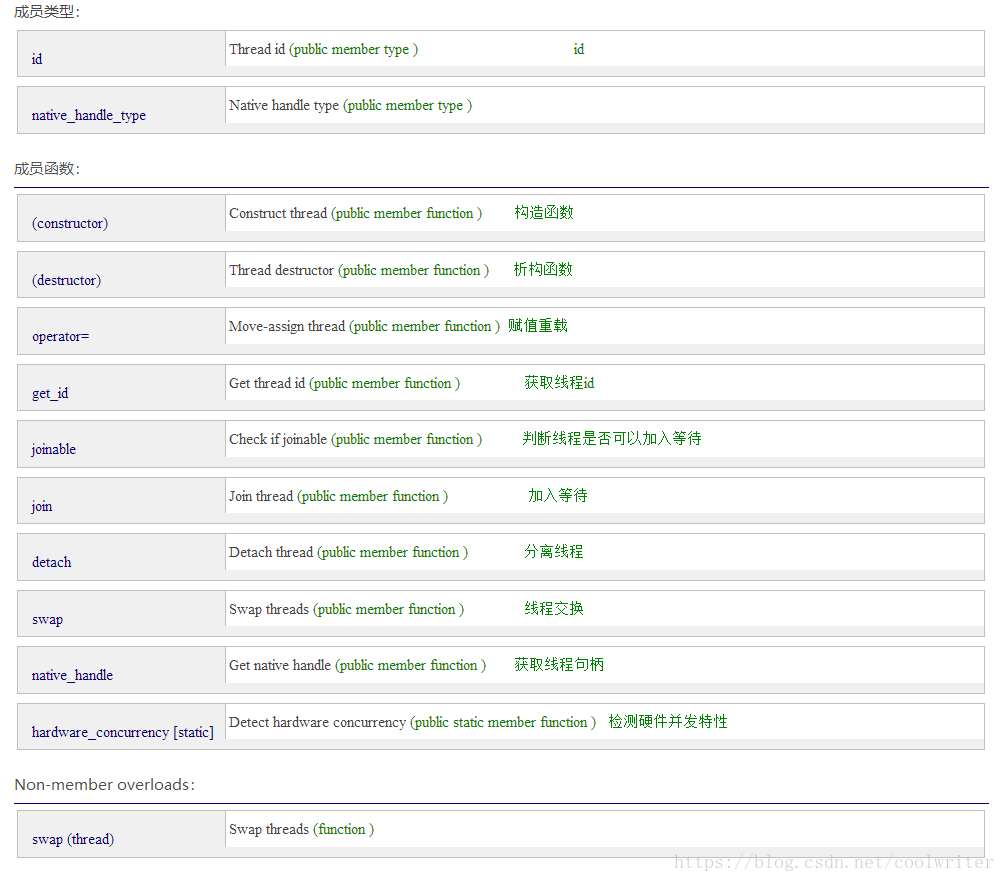 成员类型：
id Thread id (public member type ) id
native_handle_type Native handle type (public member type )
成员函数：
(constructor) Construct thread (public member function ) 构造函数
(destructor) Thread destructor (public member function ) 析构函数
operator= Move-assign thread (public member function ) 赋值重载
get_id Get thread id (public member function ) 获取线程id
joinable Check if joinable (public member function ) 判断线程是否可以加入等待
join Join thread (public member function ) 加入等待
detach Detach thread (public member function ) 分离线程
swap Swap threads (public member function ) 线程交换
native_handle Get native handle (public member function ) 获取线程句柄
hardware_concurrency [static] Detect hardware concurrency (public static member function ) 检测硬件并发特性
Non-member overloads：
swap (thread) Swap threads (function )
https://blog.csdn.net/coolwriter